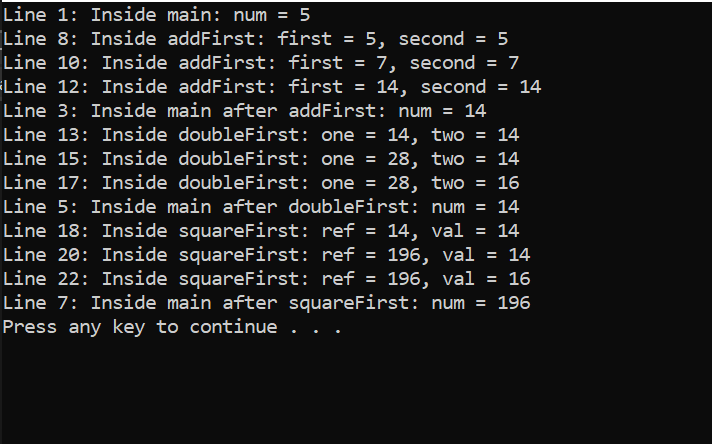 Line 1: Inside main: num = 5
Line 8: Inside addFirst: first = 5, second = 5
Line 10: Inside addFirst: first = 7, second = 7
Line 12: Inside addFirst: first = 14, second = 14
Line 3: Inside main after addFirst: num = 14
Line 13: Inside doubleFirst: one = 14, two = 14
Line 15: Inside doubleFirst: one = 28, two = 14
Line 17: Inside doubleFirst: one = 28, two = 16
Line 5: Inside main after doubleFirst: num = 14
Line 18: Inside squareFirst: ref = 14, val = 14
Line 20: Inside squareFirst: ref = 196, val = 14
Line 22: Inside squareFirst: ref = 196, val = 16
Line 7: Inside main after squareFirst: num = 196
Press any key to continue . . .